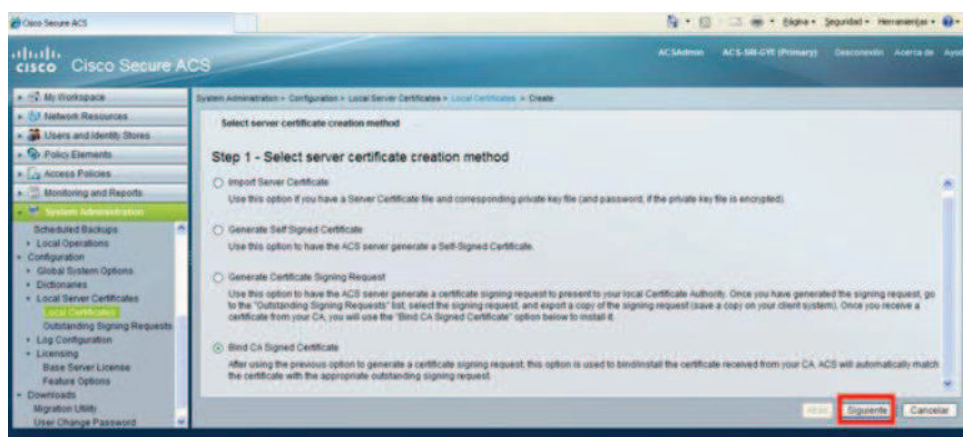 Cisco Secure ACS
Página Seguridad Herramientas
CISCO Cisco Secure ACS
ACSAdmin ACS-SRI-GYE (Primary) Desconexión Acerca de Ayud
My Workspace
Network Resources
Users and Identity Stores
Policy Elements
Access Policies
Monitoring and Reports
System Administration
Scheduled Backups
Local Operations
Configuration
Global System Options
Dictionaries
Local Server Certificates
Local Certificates
Outstanding Signing Requests
Log Configuration
Licensing
Base Server License
Feature Options
Downloads
Migration Utility
User Change Password
System Administration > Configuration > Local Server Certificates > Local Certificates > Create
Select server certificate creation method
Step 1 - Select server certificate creation method
Import Server Certificate
Use this option if you have a Server Certificate file and corresponding private key file (and password, if the private key file is encrypted).
Generate Self Signed Certificate
Use this option to have the ACS server generate a Self-Signed Certificate.
Generate Certificate Signing Request
Use this option to have the ACS server generate a certificate signing request to present to your local Certificate Authority. Once you have generated the signing request, go
to the "Outstanding Signing Requests" list, select the signing request, and export a copy of the signing request (save a copy on your client system). Once you receive a
certificate from your CA, you will use the "Bind CA Signed Certificate" option below to install it.
Bind CA Signed Certificate
After using the previous option to generate a certificate signing request, this option is used to bind/install the certificate received from your CA. ACS will automatically match
the certificate with the appropriate outstanding signing request.
Atrás Siguiente Cancelar